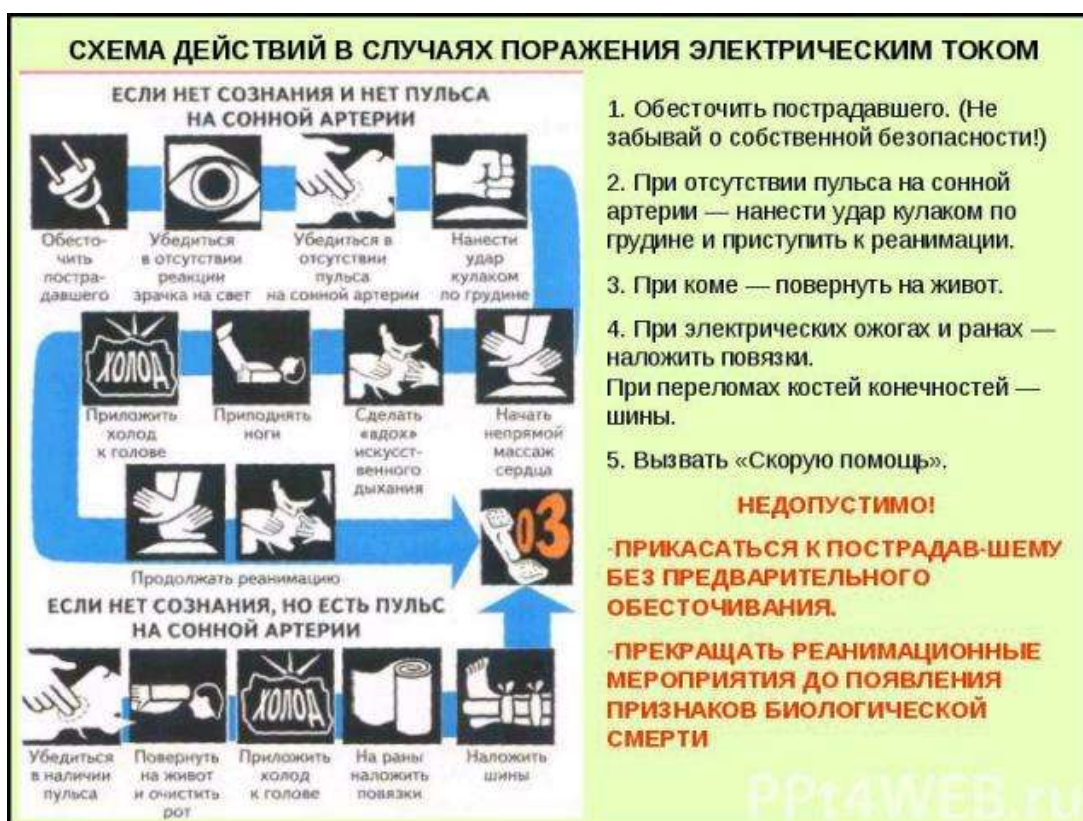 СХЕМА ДЕЙСТВИЙ В СЛУЧАЯХ ПОРАЖЕНИЯ ЭЛЕКТРИЧЕСКИМ ТОКОМ
ЕСЛИ НЕТ СОЗНАНИЯ И НЕТ ПУЛЬСА
НА СОННОЙ АРТЕРИИ
Обесто-
чить
постра-
давшего
Убедиться
в отсутствии
реакции
зрачка на свет
Убедиться в
отсутствии
пульса
на сонной артерии
Нанести
удар
кулаком
по грудине
ХОЛОД
Приложить
холод
к голове
Приподнять
ноги
Сделать
«вдох»
искусст-
венного
дыхания
Начать
непрямой
массаж
сердца
03
Продолжать реанимацию
ЕСЛИ НЕТ СОЗНАНИЯ, НО ЕСТЬ ПУЛЬС
НА СОННОЙ АРТЕРИИ
ХОЛОД
Убедиться
в наличии
пульса
Повернуть
на живот
и очистить
рот
Приложить
холод
к голове
На раны
наложить
повязки
Наложить
шины
1. Обесточить пострадавшего. (Не
забывай о собственной безопасности!)
2. При отсутствии пульса на сонной
артерии — нанести удар кулаком по
грудине и приступить к реанимации.
3. При коме — повернуть на живот.
4. При электрических ожогах и ранах —
наложить повязки.
При переломах костей конечностей —
шины.
5. Вызвать «Скорую помощь».
НЕДОПУСТИМО!
-ПРИКАСАТЬСЯ К ПОСТРАДАВ-ШЕМУ
БЕЗ ПРЕДВАРИТЕЛЬНОГО
ОБЕСТОЧИВАНИЯ.
-ПРЕКРАЩАТЬ РЕАНИМАЦИОННЫЕ
МЕРОПРИЯТИЯ ДО ПОЯВЛЕНИЯ
ПРИЗНАКОВ БИОЛОГИЧЕСКОЙ
СМЕРТИ
PPt4WEB.ru